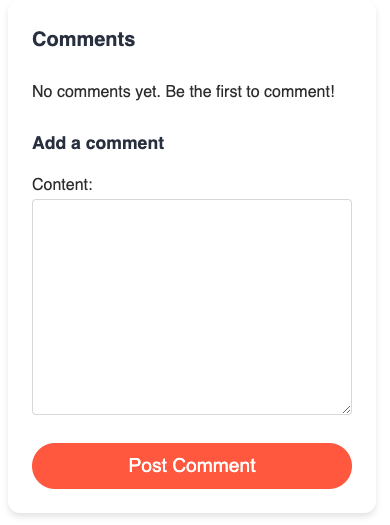 Comments
No comments yet. Be the first to comment!
Add a comment
Content:
Post Comment